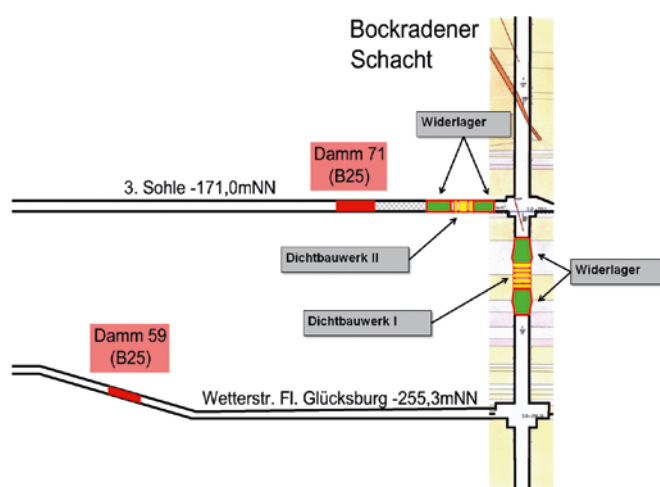 Bockradener
Schacht
Widerlager
Damm 71
(B25)
3. Sohle -171,0mNN
Dichtbauwerk II
Widerlager
Dichtbauwerk I
Damm 59
(B25)
Wetterstr. Fl. Glücksburg -255,3mNN